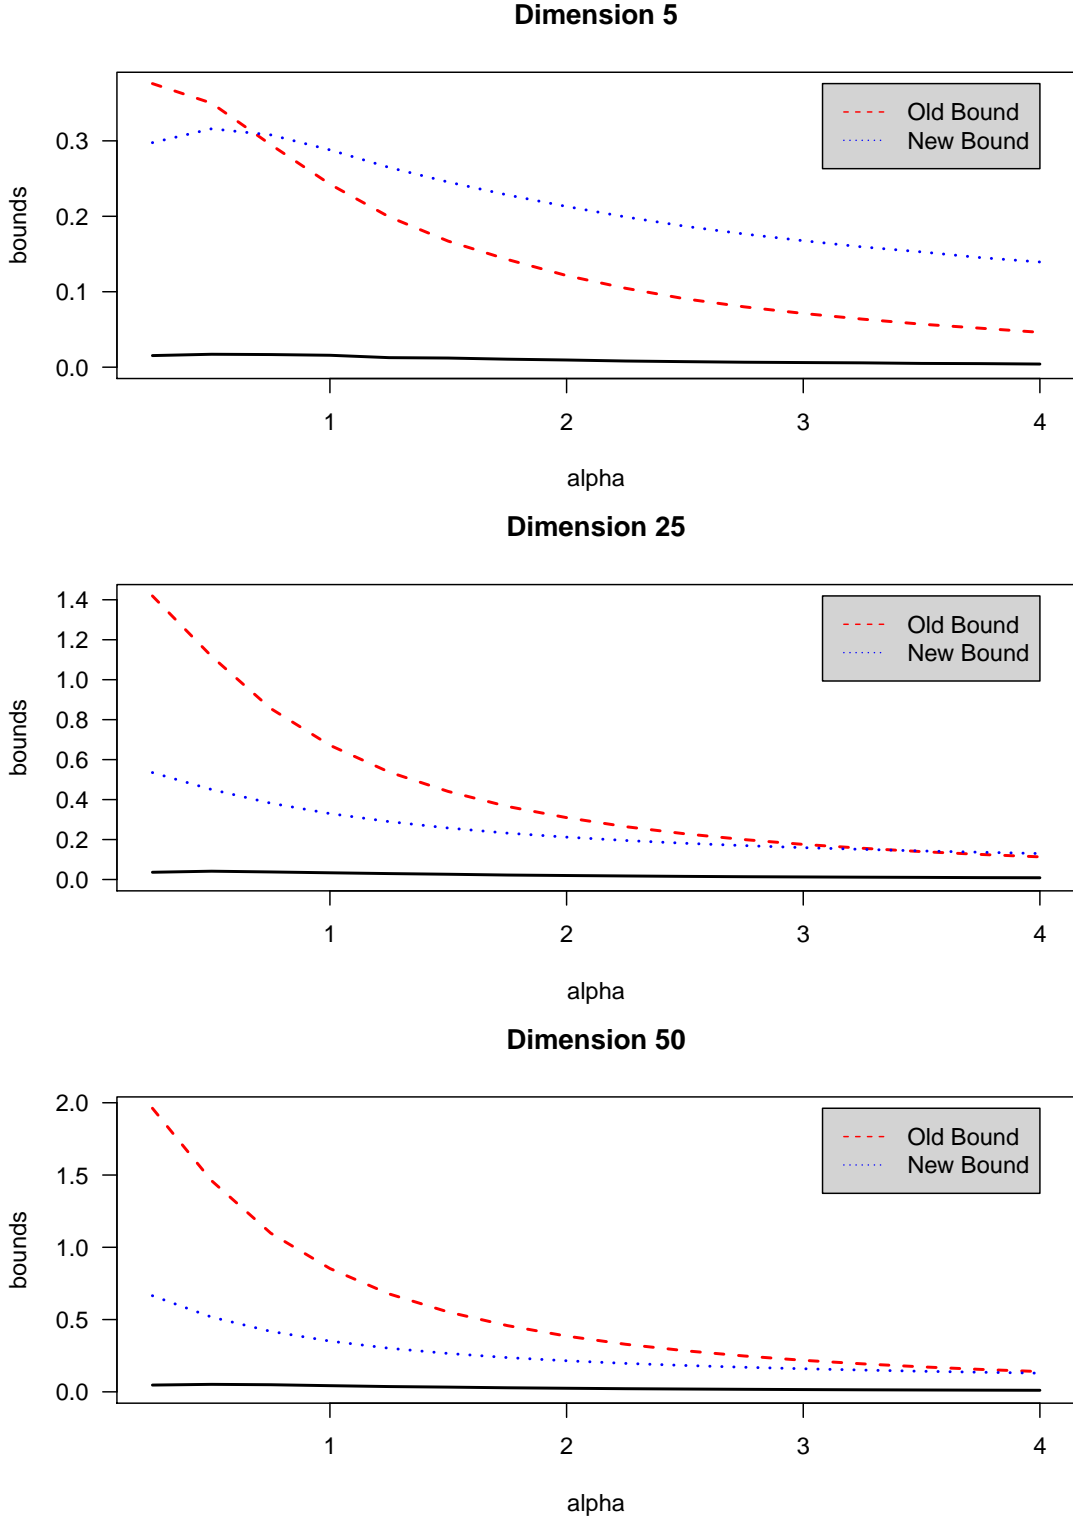 Dimension 5
0.3
0.2
0.1
0.0
bounds
Old Bound
New Bound
1 2 3 4
alpha
Dimension 25
1.4
1.2
1.0
0.8
0.6
0.4
0.2
0.0
bounds
Old Bound
New Bound
1 2 3 4
alpha
Dimension 50
2.0
1.5
1.0
0.5
0.0
bounds
Old Bound
New Bound
1 2 3 4
alpha